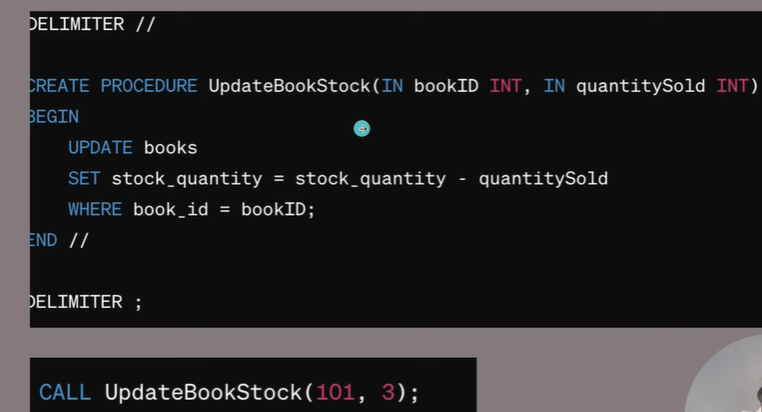 DELIMITER //
CREATE PROCEDURE UpdateBookStock(IN bookID INT, IN quantitySold INT)
BEGIN
UPDATE books
SET stock_quantity = stock_quantity - quantitySold
WHERE book_id = bookID;
END //
DELIMITER ;
CALL UpdateBookStock(101, 3);